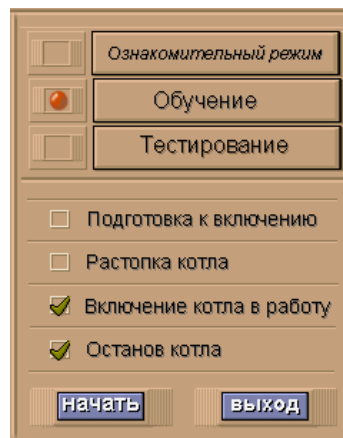 Ознакомительный режим
Обучение
Тестирование
Подготовка к включению
Растопка котла
Включение котла в работу
Останов котла
начать выход